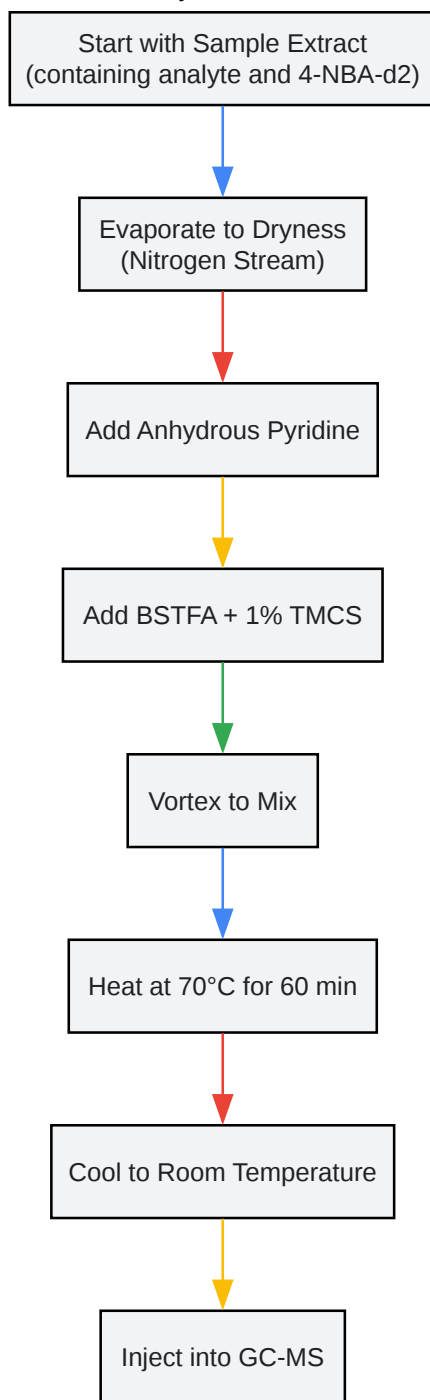 Start with Sample Extract
(containing analyte and 4-NBA-d2)
Evaporate to Dryness
(Nitrogen Stream)
Add Anhydrous Pyridine
Add BSTFA + 1% TMCS
Vortex to Mix
Heat at 70°C for 60 min
Cool to Room Temperature
Inject into GC-MS